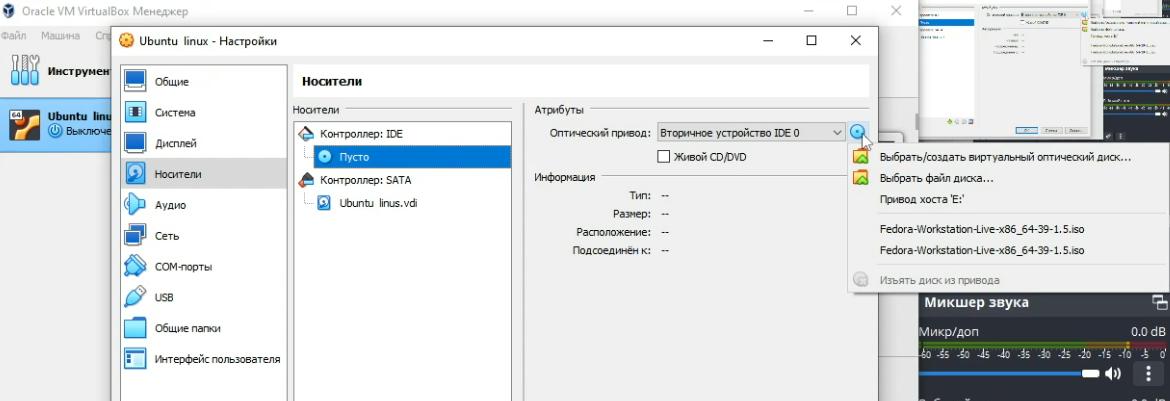 Oracle VM VirtualBox Менеджер
Файл Машина
Инструмен
64
Ubuntu linu
Выключе
Ubuntu linux - Настройки
Общие
Система
Дисплей
Носители
Аудио
Сеть
COM-порты
USB
Общие папки
Интерфейс пользователя
Носители
Носители
Контроллер: IDE
Пусто
Контроллер: SATA
Ubuntu linus.vdi
Атрибуты
Оптический привод: Вторичное устройство IDE 0
Живой CD/DVD
Информация
Тип: --
Размер: --
Расположение: --
Подсоединён к: --
Выбрать/создать виртуальный оптический диск...
Выбрать файл диска...
Привод хоста 'E:'
Fedora-Workstation-Live-x86_64-39-1.5.iso
Fedora-Workstation-Live-x86_64-39-1.5.iso
Изъять диск из привода
Микшер звука
Микр/доп 0.0 dB
-60 -55 -50 -45 -40 -35 -30 -25 -20 -15 -10 -5 0